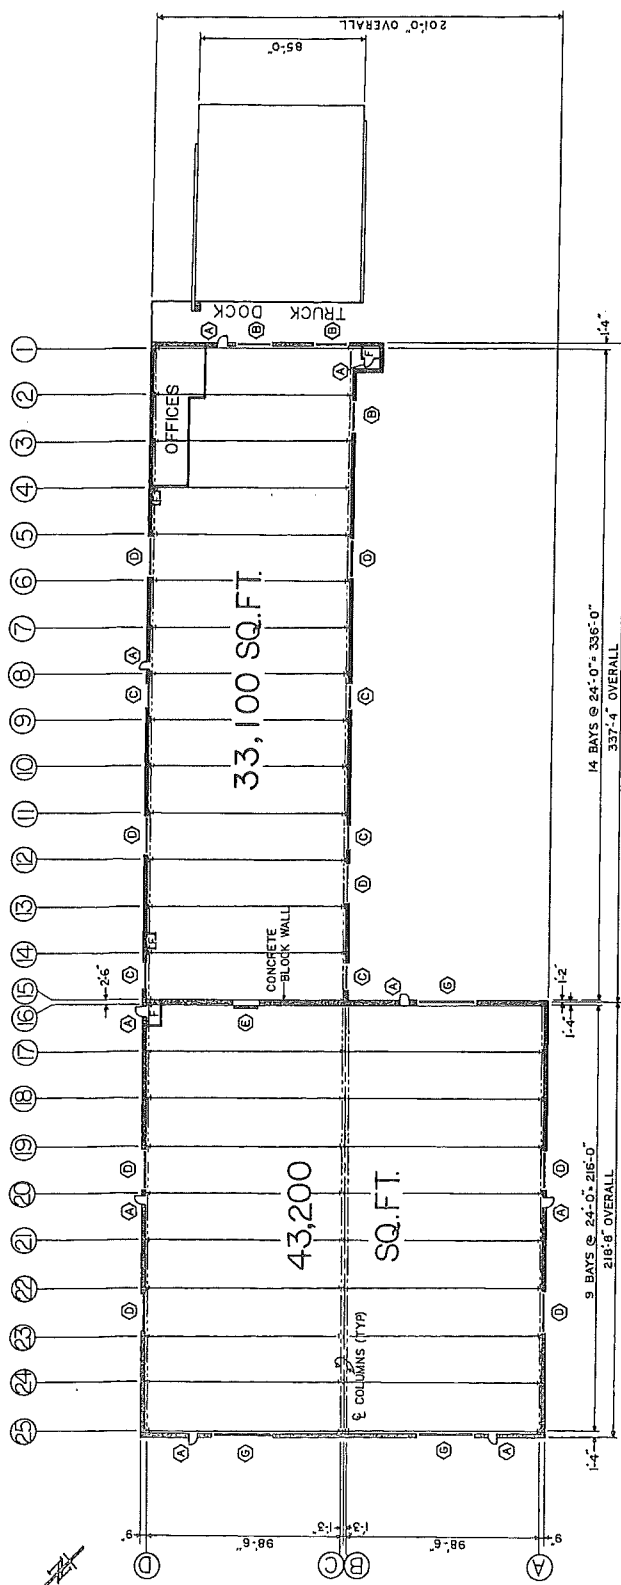 201'-0" OVERALL
85'-0"
TRUCK DOCK
1'-4"
1
2
3
4
5
6
7
8
9
10
11
12
13
14
15
16
17
18
19
20
21
22
23
24
25
A
B
B
A
B
OFFICES
F
F
D
D
A
C
C
33,100 SQ.FT.
D
C
D
C
C
F
CONCRETE
BLOCK WALL
2'-6"
A
F
E
A
G
1'-2"
1'-4"
14 BAYS @ 24'-0" = 336'-0"
337'-4" OVERALL
43,200
SQ.FT.
D
A
D
D
A
D
℄ COLUMNS (TYP)
9 BAYS @ 24'-0" = 216'-0"
218'-8" OVERALL
A
G
G
A
1'-4"
9"
98'-6"
1'-3"
1'-3"
98'-6"
9"
D
C
B
A
N